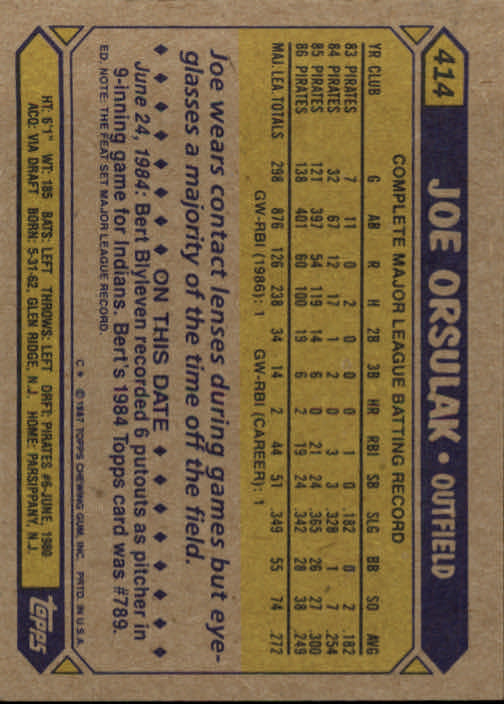 414 JOE ORSULAK • OUTFIELD
COMPLETE MAJOR LEAGUE BATTING RECORD
YR CLUB G AB R H 2B 3B HR RBI SB SLG BB SO AVG
83 PIRATES 7 11 0 2 0 0 0 1 0 .182 0 2 .182
84 PIRATES 32 67 12 17 1 2 0 3 3 .328 1 7 .254
85 PIRATES 121 397 54 119 14 6 0 21 24 .365 26 27 .300
86 PIRATES 138 401 60 100 19 6 2 19 24 .342 28 38 .249
MAJ. LEA. TOTALS 298 876 126 238 34 14 2 44 51 .349 55 74 .272
GW-RBI (1986): 1 GW-RBI (CAREER): 1
Joe wears contact lenses during games but eye-
glasses a majority of the time off the field.
◆ ◆ ◆ ◆ ◆ ◆ ◆ ON THIS DATE ◆ ◆ ◆ ◆ ◆ ◆ ◆
June 24, 1984: Bert Blyleven recorded 6 putouts as pitcher in
9-inning game for Indians. Bert's 1984 Topps card was #789.
ED. NOTE: THE FEAT SET MAJOR LEAGUE RECORD.
C * © 1987 TOPPS CHEWING GUM, INC. PRTD. IN U.S.A.
HT: 6'1" WT: 185 BATS: LEFT THROWS: LEFT DRFT: PIRATES #6-JUNE, 1980
ACQ: VIA DRAFT BORN: 5-31-62, GLEN RIDGE, N.J. HOME: PARSIPPANY, N.J.
Topps